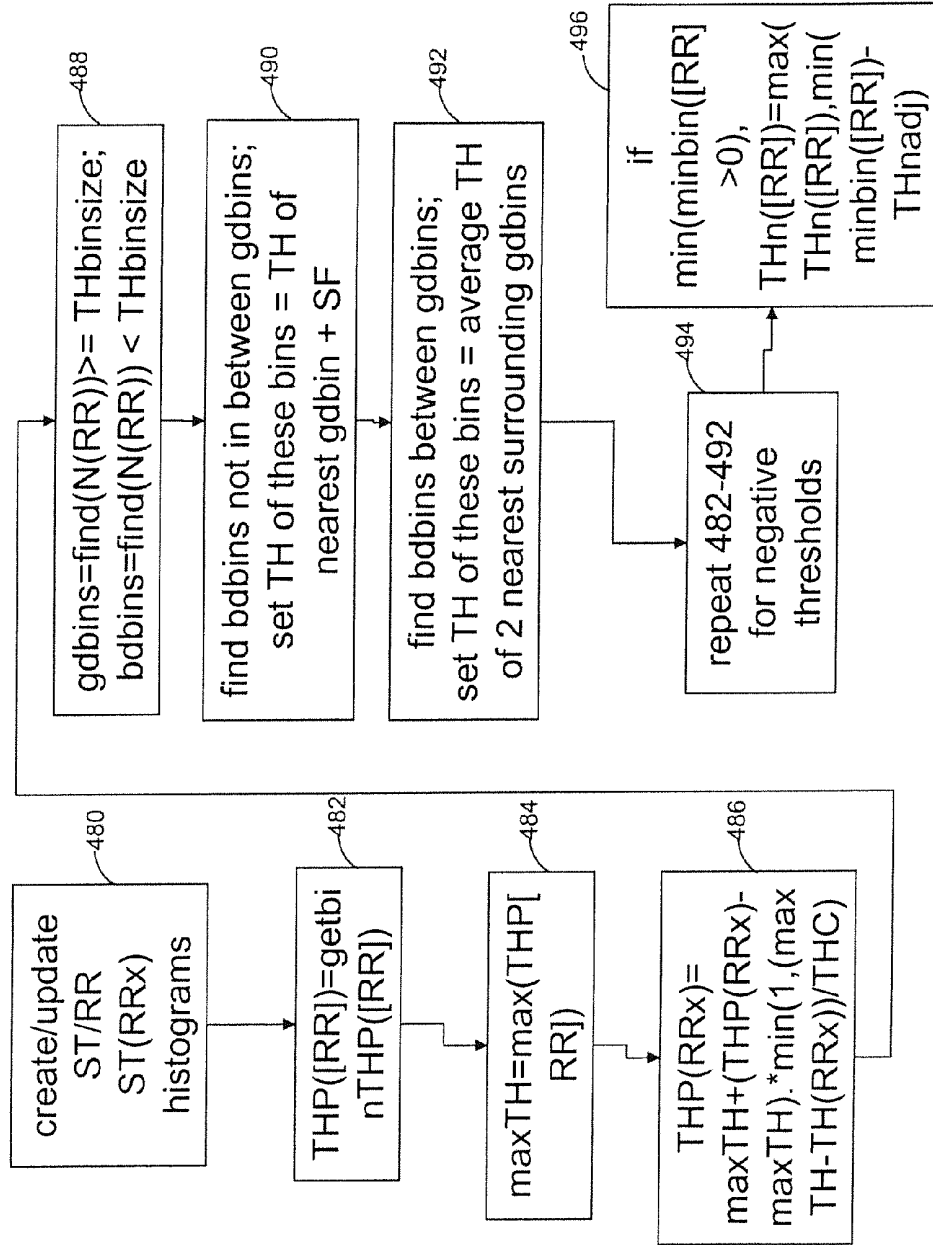 480
create/update
ST/RR
ST(RRx)
histograms
482
THP([RR])=getbi
nTHP([RR])
484
maxTH=max(THP[
RR])
486
THP(RRx)=
maxTH+(THP(RRx)-
maxTH).*min(1,(max
TH-TH(RRx))/THC)
488
gdbins=find(N(RR))>= THbinsize;
bdbins=find(N(RR)) < THbinsize
490
find bdbins not in between gdbins;
set TH of these bins = TH of
nearest gdbin + SF
492
find bdbins between gdbins;
set TH of these bins = average TH
of 2 nearest surrounding gdbins
494
repeat 482-492
for negative
thresholds
496
if
min(minbin([RR]
>0),
THn([RR])=max(
THn([RR]),min(
minbin([RR])-
THnadj)